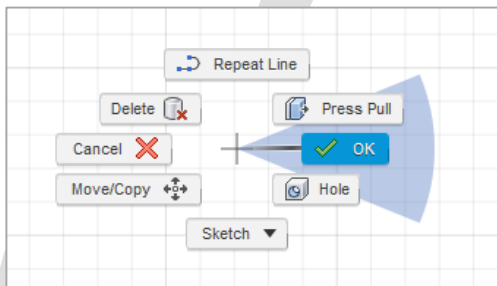 Repeat Line
Delete
Press Pull
Cancel
OK
Move/Copy
Hole
Sketch